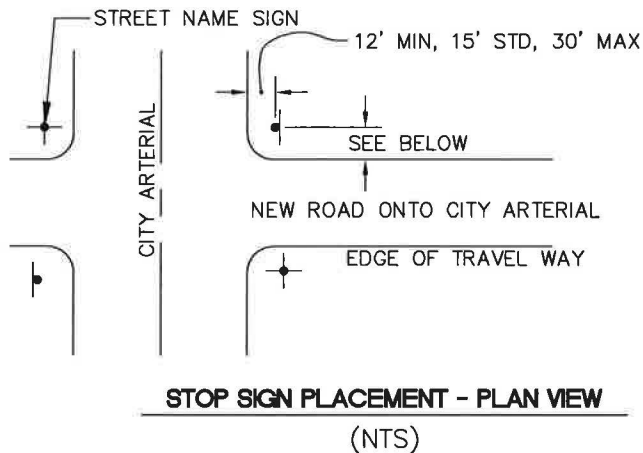 STREET NAME SIGN
12' MIN, 15' STD, 30' MAX
SEE BELOW
CITY ARTERIAL
NEW ROAD ONTO CITY ARTERIAL
EDGE OF TRAVEL WAY
STOP SIGN PLACEMENT - PLAN VIEW
(NTS)